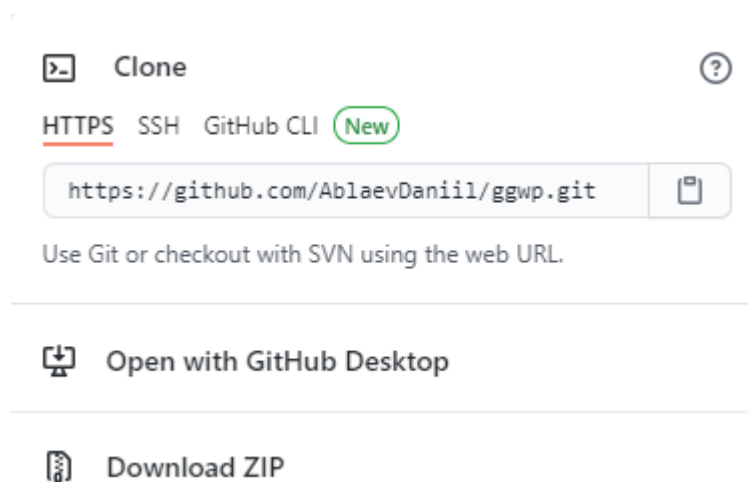 Clone
HTTPS SSH GitHub CLI New
https://github.com/AblaevDaniil/ggwp.git
Use Git or checkout with SVN using the web URL.
Open with GitHub Desktop
Download ZIP